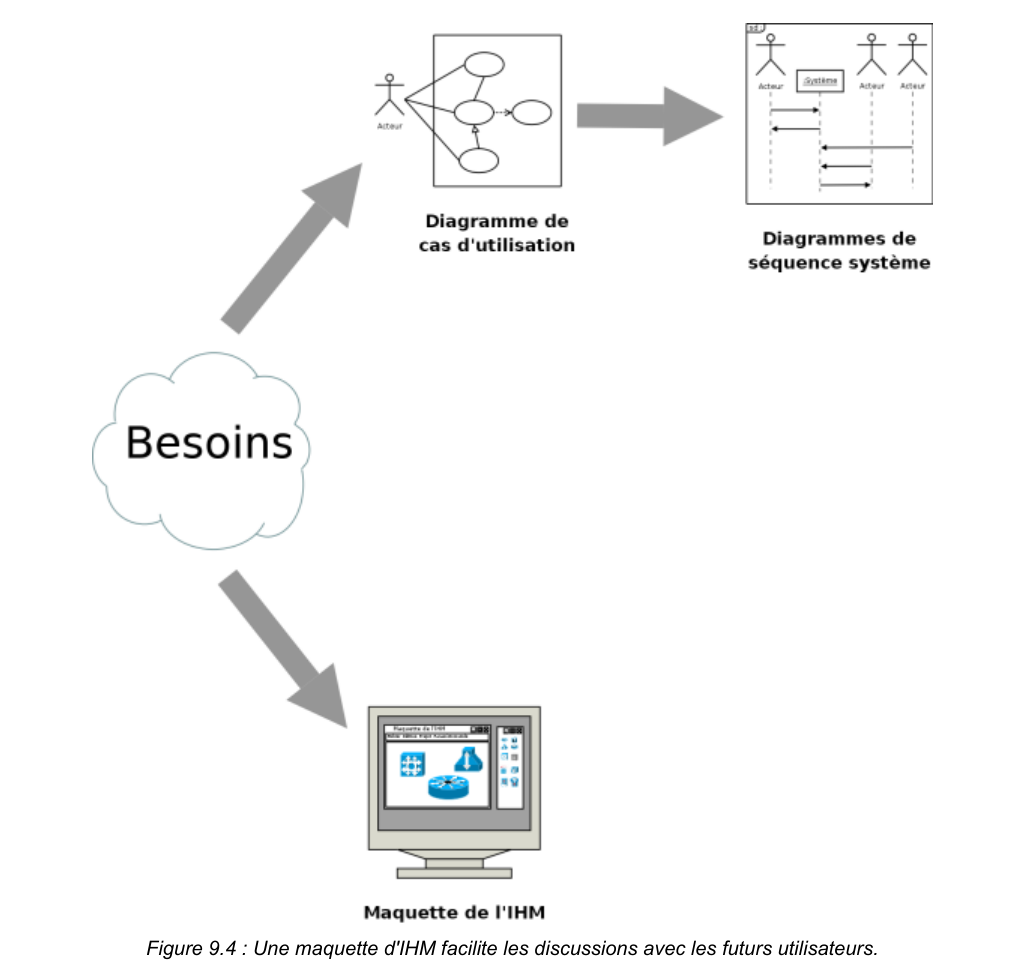 sd
Acteur
Système
Acteur
Acteur
Acteur
Diagramme de
cas d'utilisation
Diagrammes de
séquence système
Besoins
Maquette de l'IHM
Maquette de l'IHM
Figure 9.4 : Une maquette d'IHM facilite les discussions avec les futurs utilisateurs.